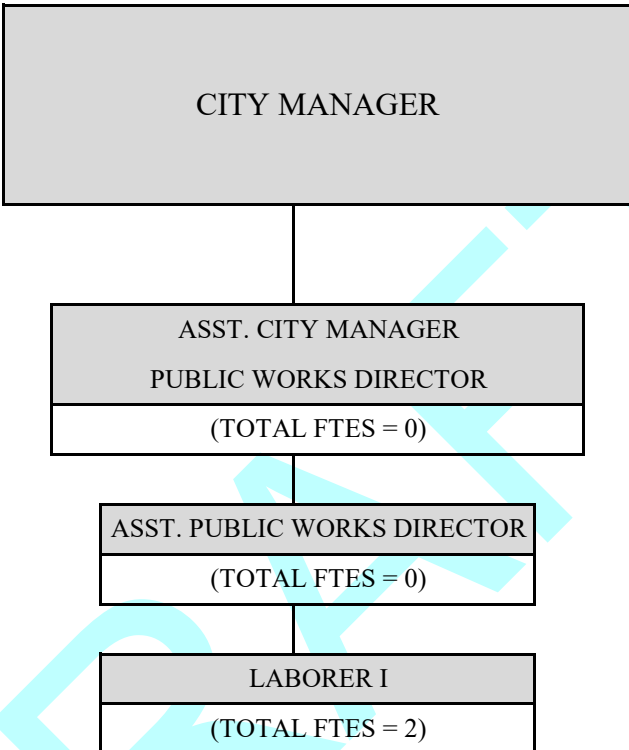 CITY MANAGER
ASST. CITY MANAGER
PUBLIC WORKS DIRECTOR
(TOTAL FTES = 0)
ASST. PUBLIC WORKS DIRECTOR
(TOTAL FTES = 0)
LABORER I
(TOTAL FTES = 2)